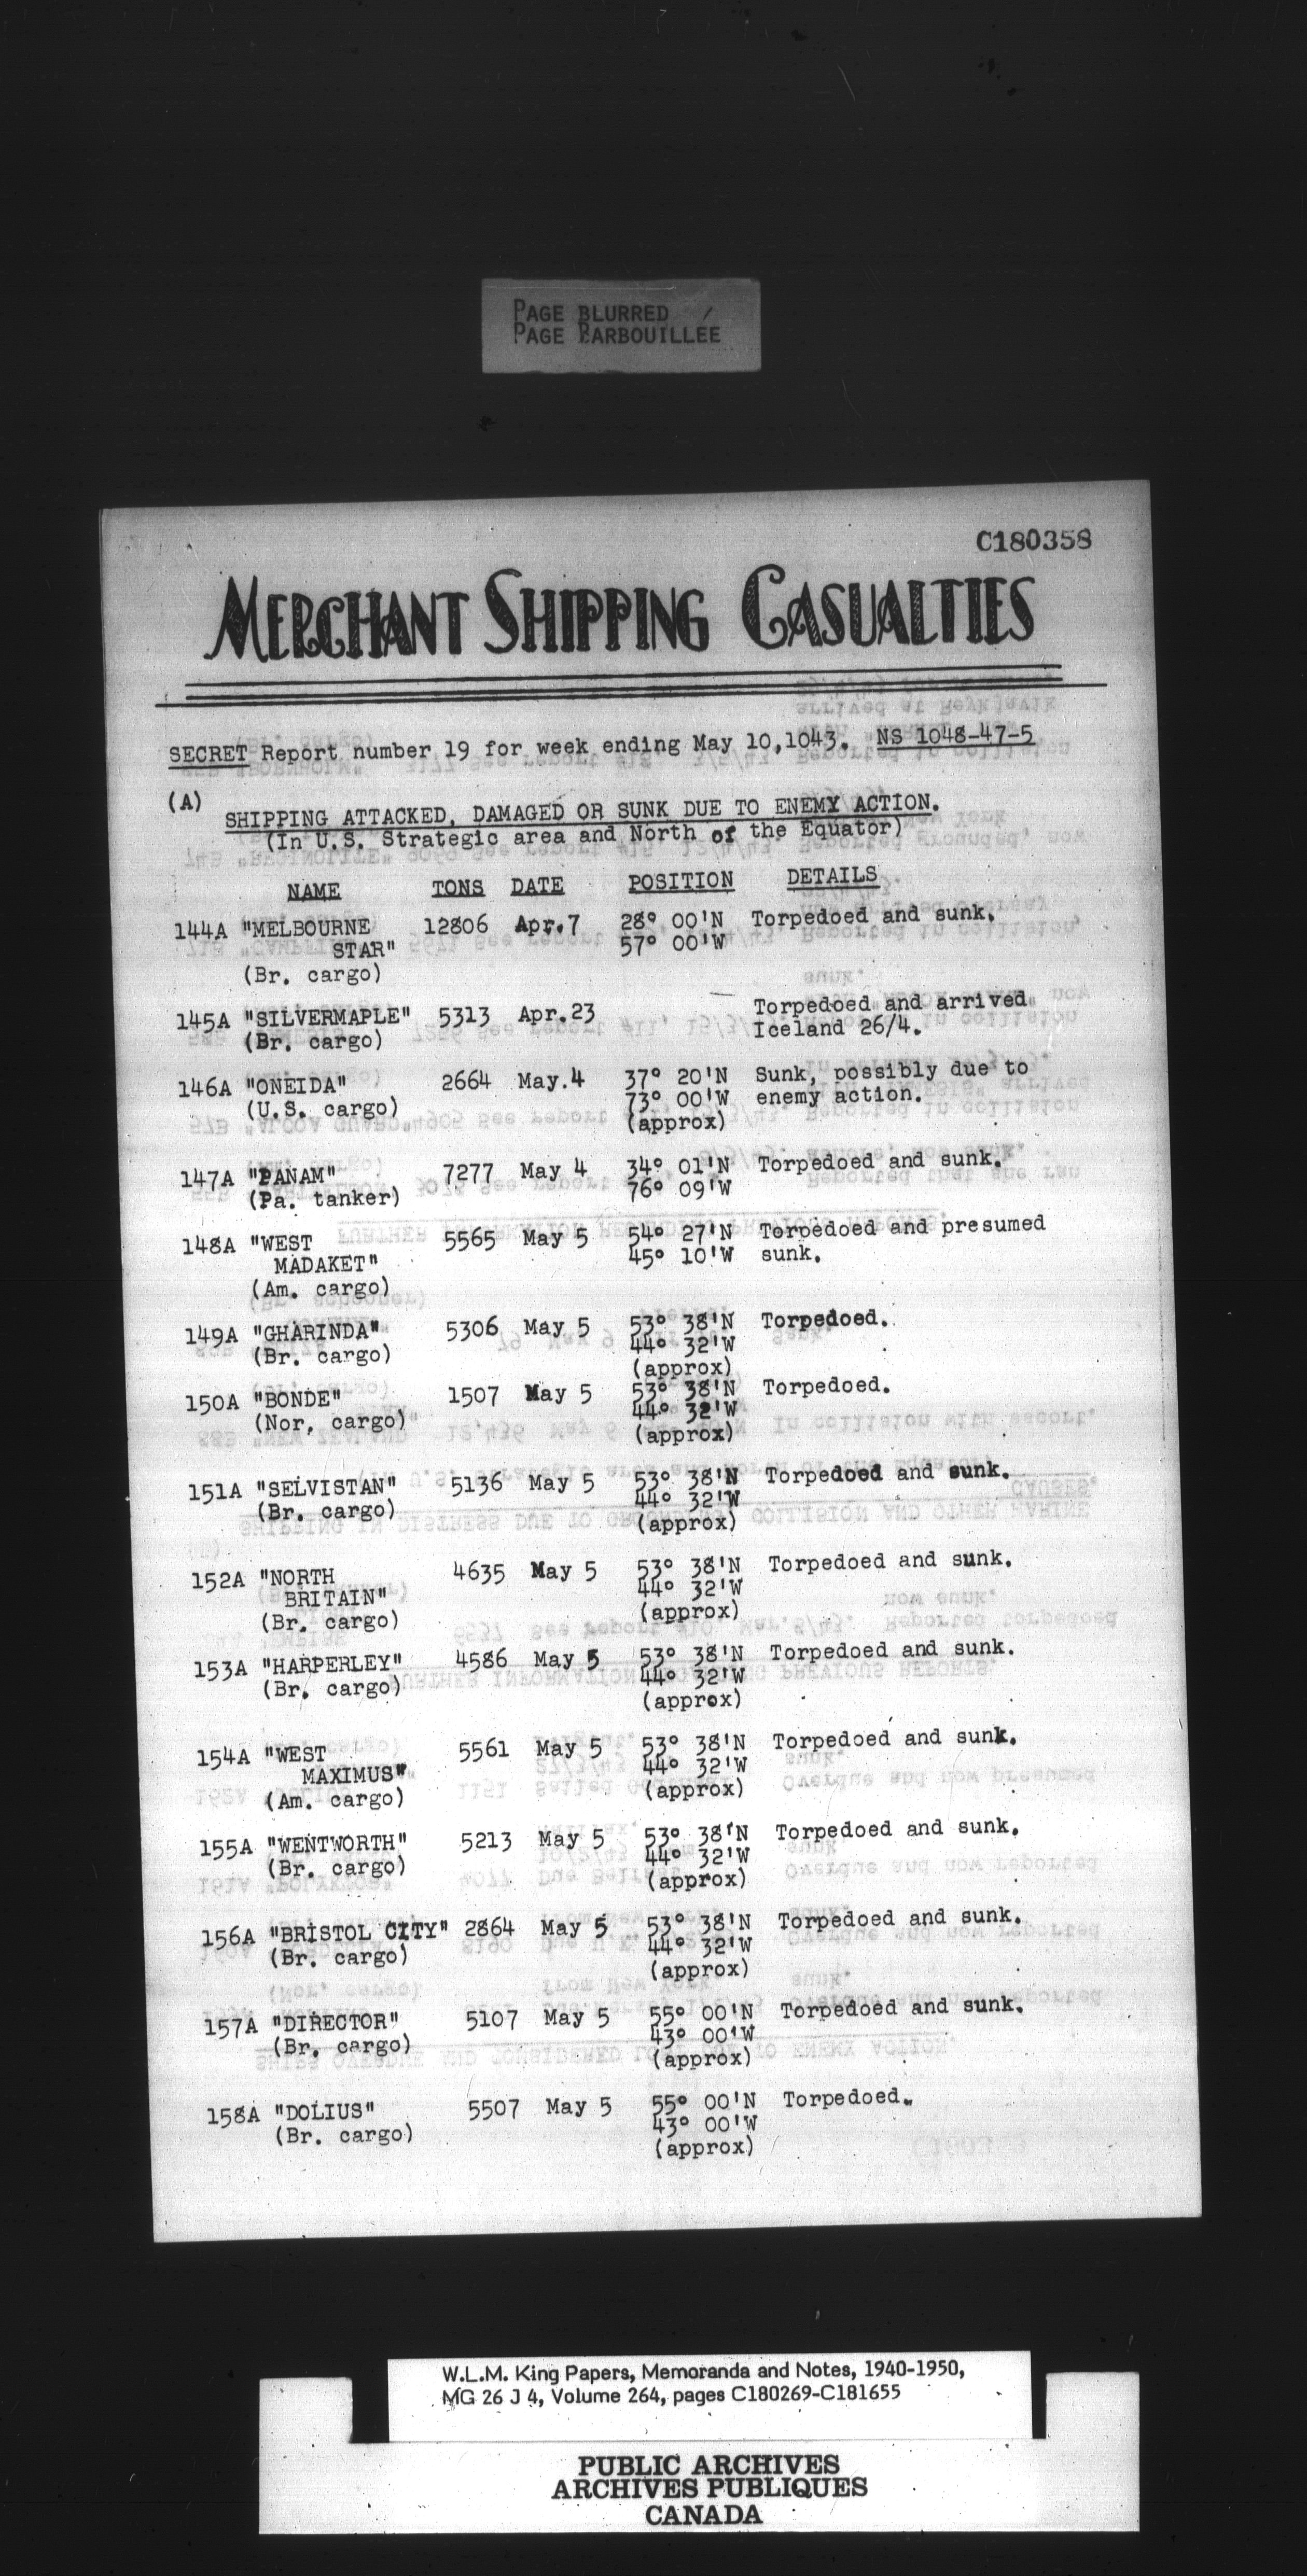 PAGE BLURRED
PAGE BARBOUILLÉE
C180358
MERCHANT SHIPPING CASUALTIES
SECRET Report number 19 for week ending May 10,1043. NS 1048-47-5
(A)
SHIPPING ATTACKED, DAMAGED OR SUNK DUE TO ENEMY ACTION.
(In U.S. Strategic area and North of the Equator)
NAME TONS DATE POSITION DETAILS
144A "MELBOURNE 12806 Apr.7 28° 00'N Torpedoed and sunk.
STAR" 57° 00'W
(Br. cargo)
145A "SILVERMAPLE" 5313 Apr.23 — Torpedoed and arrived
(Br. cargo) Iceland 26/4.
146A "ONEIDA" 2664 May.4 37° 20'N Sunk, possibly due to
(U.S. cargo) 73° 00'W enemy action.
(approx)
147A "PANAM" 7277 May 4 34° 01'N Torpedoed and sunk.
(Pa. tanker) 76° 09'W
148A "WEST 5565 May 5 54° 27'N Torpedoed and presumed
MADAKET" 45° 10'W sunk.
(Am. cargo)
149A "GHARINDA" 5306 May 5 53° 38'N Torpedoed.
(Br. cargo) 44° 32'W
(approx)
150A "BONDE" 1507 May 5 53° 38'N Torpedoed.
(Nor. cargo) 44° 32'W
(approx)
151A "SELVISTAN" 5136 May 5 53° 38'N Torpedoed and sunk.
(Br. cargo) 44° 32'W
(approx)
152A "NORTH 4635 May 5 53° 38'N Torpedoed and sunk.
BRITAIN" 44° 32'W
(Br. cargo) (approx)
153A "HARPERLEY" 4586 May 5 53° 38'N Torpedoed and sunk.
(Br. cargo) 44° 32'W
(approx)
154A "WEST 5561 May 5 53° 38'N Torpedoed and sunk.
MAXIMUS" 44° 32'W
(Am. cargo) (approx)
155A "WENTWORTH" 5213 May 5 53° 38'N Torpedoed and sunk.
(Br. cargo) 44° 32'W
(approx)
156A "BRISTOL CITY" 2864 May 5 53° 38'N Torpedoed and sunk.
(Br. cargo) 44° 32'W
(approx)
157A "DIRECTOR" 5107 May 5 55° 00'N Torpedoed and sunk.
(Br. cargo) 43° 00'W
(approx)
158A "DOLIUS" 5507 May 5 55° 00'N Torpedoed.
(Br. cargo) 43° 00'W
(approx)
W.L.M. King Papers, Memoranda and Notes, 1940-1950,
MG 26 J 4, Volume 264, pages C180269-C181655
PUBLIC ARCHIVES
ARCHIVES PUBLIQUES
CANADA